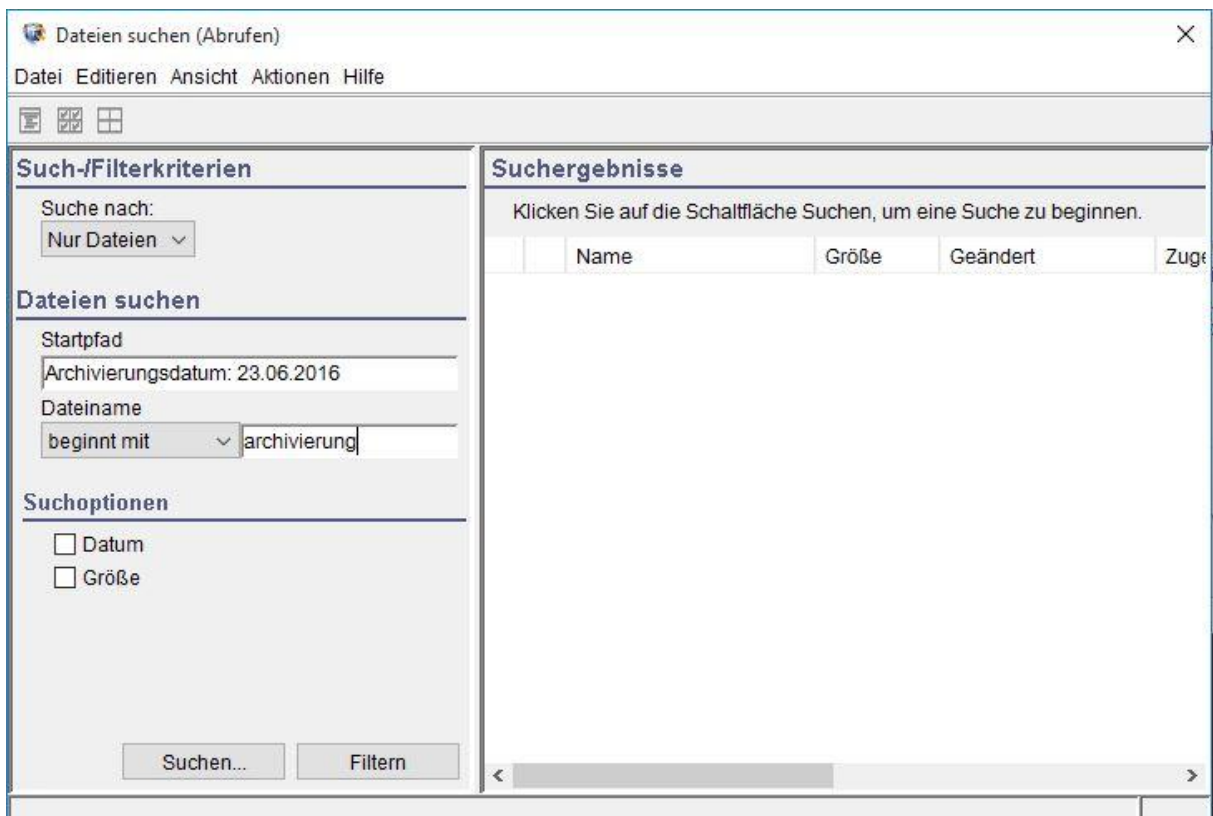 Dateien suchen (Abrufen)
Datei Editieren Ansicht Aktionen Hilfe
Such-/Filterkriterien
Suche nach:
Nur Dateien
Dateien suchen
Startpfad
Archivierungsdatum: 23.06.2016
Dateiname
beginnt mit archivierung
Suchoptionen
Datum
Größe
Suchen... Filtern
Suchergebnisse
Klicken Sie auf die Schaltfläche Suchen, um eine Suche zu beginnen.
Name Größe Geändert Zuge